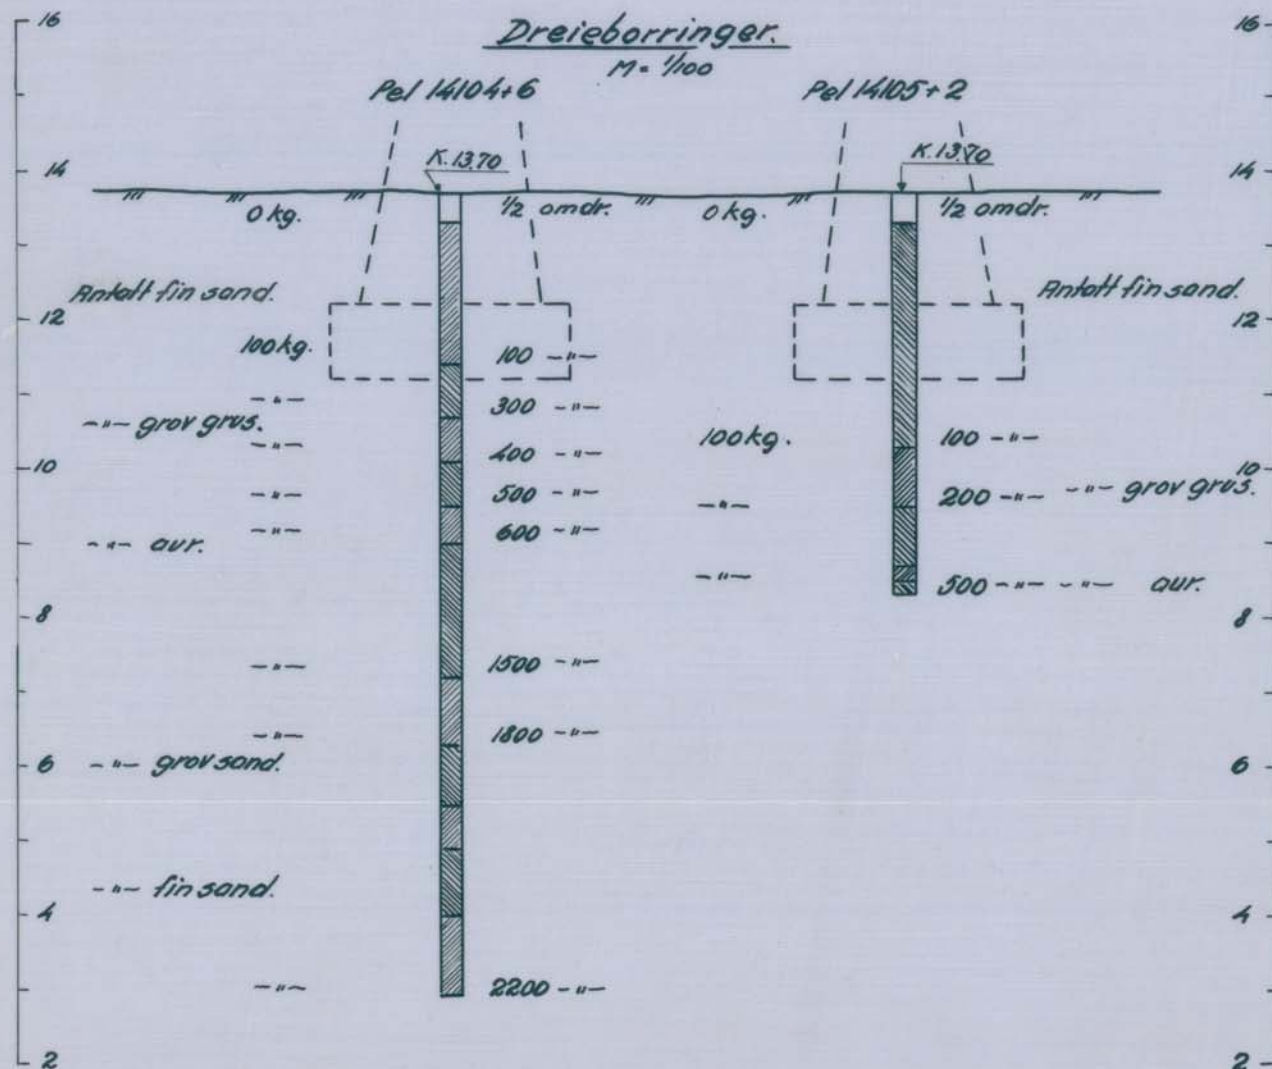 Dreieborringer.
M = 1/100
16
14
12
10
8
6
4
2
Pel 14104+6
K. 13.70
0 kg.
1/2 omdr.
Antatt fin sand.
100 kg.
100 -"-
-"-
300 -"-
-"- grov grus.
-"-
400 -"-
-"-
500 -"-
-"-
600 -"-
-"- aur.
-"-
1500 -"-
-"-
1800 -"-
-"- grov sand.
-"- fin sand.
-"-
2200 -"-
Pel 14105+2
K. 13.70
0 kg.
1/2 omdr.
Antatt fin sand.
100 kg.
100 -"-
-"-
200 -"- -"- grov grus.
-"-
500 -"- -"- aur.
16
14
12
10
8
6
4
2